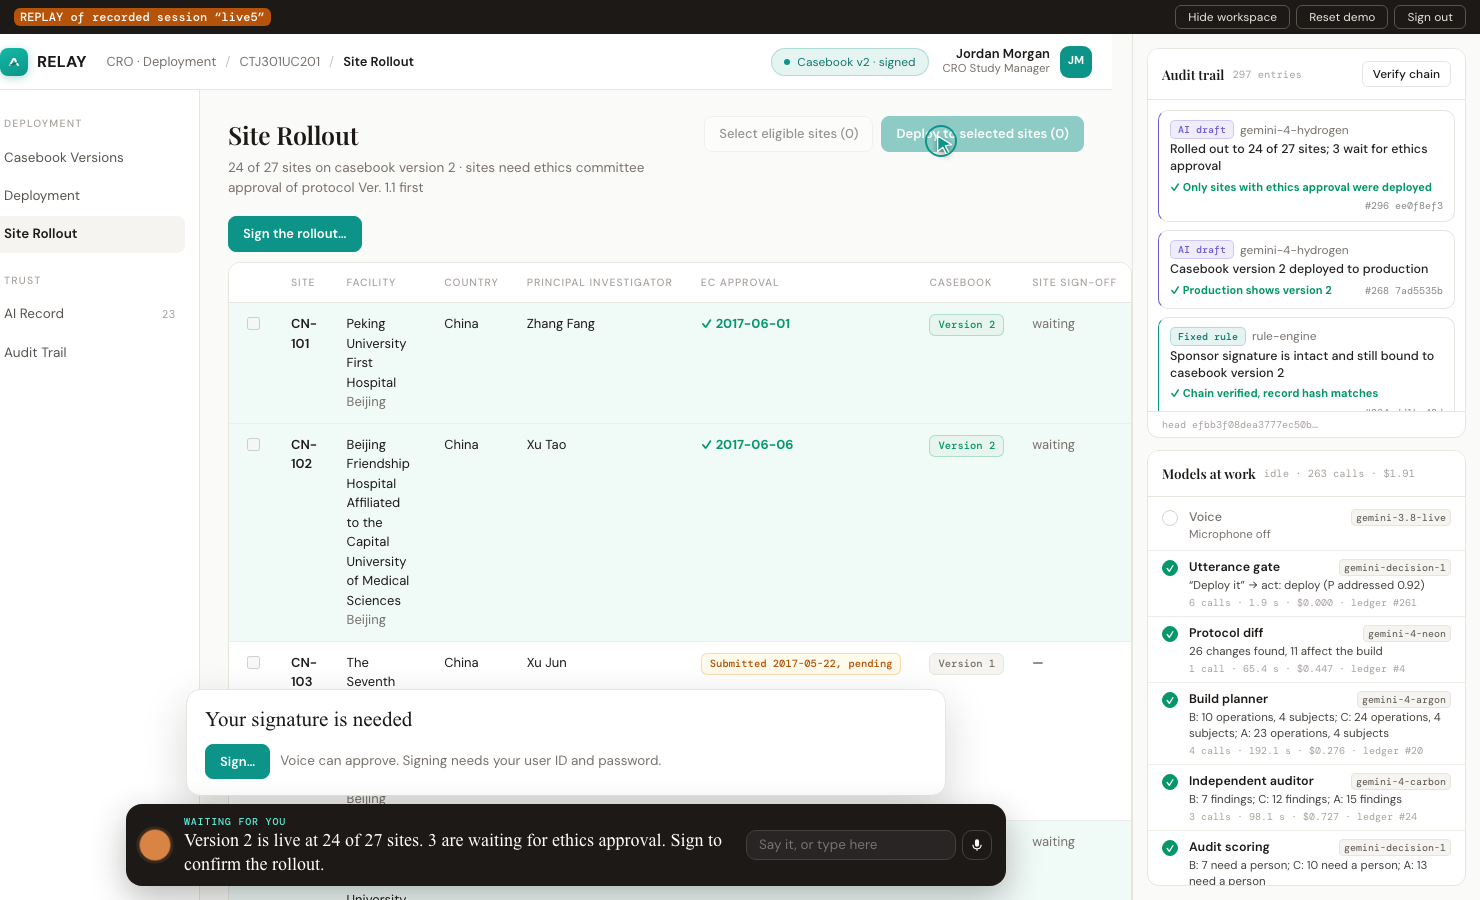 REPLAY of recorded session “live5”
Hide workspace
Reset demo
Sign out
RELAY
CRO · Deployment / CTJ301UC201 / Site Rollout
Casebook v2 · signed
Jordan Morgan
CRO Study Manager
JM
DEPLOYMENT
Casebook Versions
Deployment
Site Rollout
TRUST
AI Record 23
Audit Trail
Site Rollout
24 of 27 sites on casebook version 2 · sites need ethics committee
approval of protocol Ver. 1.1 first
Select eligible sites (0)
Deploy to selected sites (0)
Sign the rollout…
SITE FACILITY COUNTRY PRINCIPAL INVESTIGATOR EC APPROVAL CASEBOOK SITE SIGN-OFF
CN-
101
Peking
University
First
Hospital
Beijing
China
Zhang Fang
✓ 2017-06-01
Version 2
waiting
CN-
102
Beijing
Friendship
Hospital
Affiliated
to the
Capital
University
of Medical
Sciences
Beijing
China
Xu Tao
✓ 2017-06-06
Version 2
waiting
CN-
103
The
Seventh
China
Xu Jun
Submitted 2017-05-22, pending
Version 1
—
Your signature is needed
Sign…
Voice can approve. Signing needs your user ID and password.
Beijing
WAITING FOR YOU
Version 2 is live at 24 of 27 sites. 3 are waiting for ethics approval. Sign to
confirm the rollout.
Say it, or type here
waiting
University
Audit trail 297 entries
Verify chain
AI draft gemini-4-hydrogen
Rolled out to 24 of 27 sites; 3 wait for ethics
approval
✓ Only sites with ethics approval were deployed
#296 ee0f8ef3
AI draft gemini-4-hydrogen
Casebook version 2 deployed to production
✓ Production shows version 2 #268 7ad5535b
Fixed rule rule-engine
Sponsor signature is intact and still bound to
casebook version 2
✓ Chain verified, record hash matches
head efbb3f08dea3777ec50b…
Models at work idle · 263 calls · $1.91
Voice gemini-3.8-live
Microphone off
Utterance gate gemini-decision-1
“Deploy it” → act: deploy (P addressed 0.92)
6 calls · 1.9 s · $0.000 · ledger #261
Protocol diff gemini-4-neon
26 changes found, 11 affect the build
1 call · 65.4 s · $0.447 · ledger #4
Build planner gemini-4-argon
B: 10 operations, 4 subjects; C: 24 operations, 4
subjects; A: 23 operations, 4 subjects
4 calls · 192.1 s · $0.276 · ledger #20
Independent auditor gemini-4-carbon
B: 7 findings; C: 12 findings; A: 15 findings
3 calls · 98.1 s · $0.727 · ledger #24
Audit scoring gemini-decision-1
B: 7 need a person; C: 10 need a person; A: 13
need a person